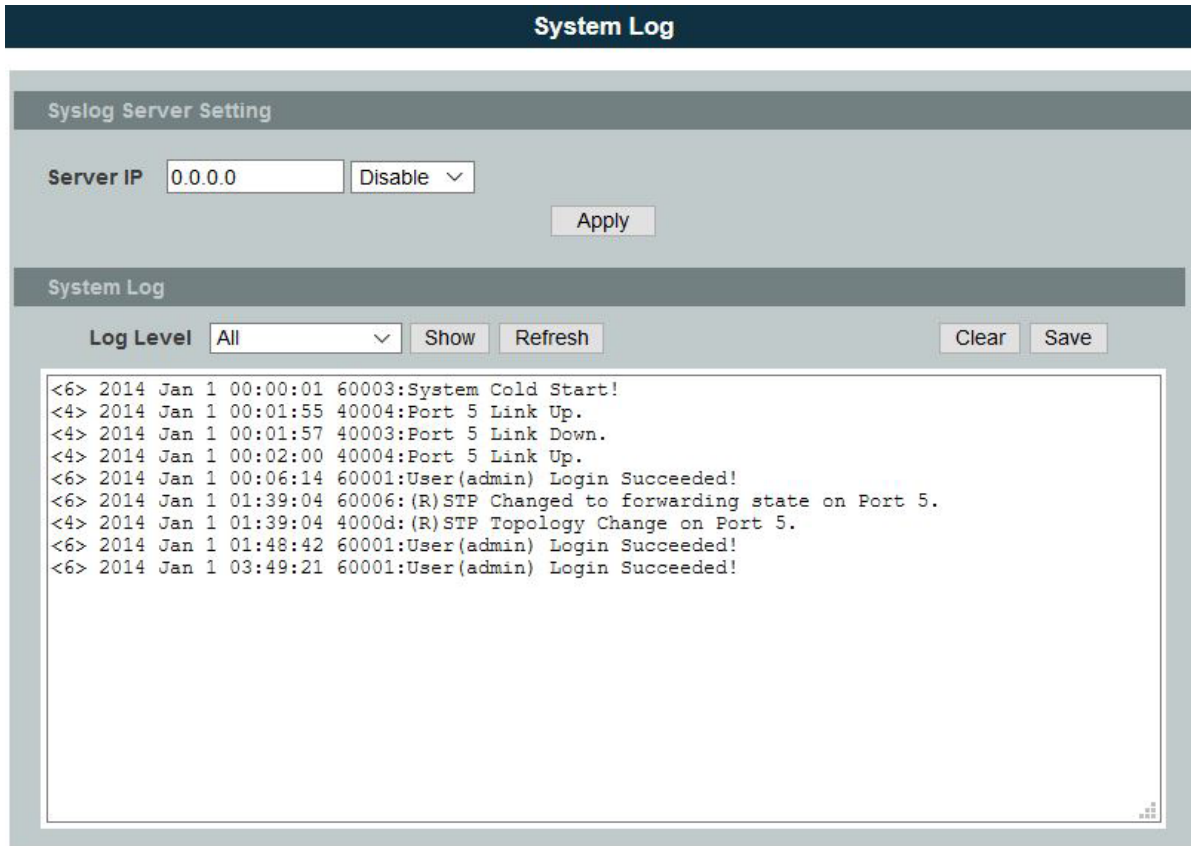 System Log
Syslog Server Setting
Server IP 0.0.0.0 Disable
Apply
System Log
Log Level All Show Refresh Clear Save
<6> 2014 Jan 1 00:00:01 60003:System Cold Start!
<4> 2014 Jan 1 00:01:55 40004:Port 5 Link Up.
<4> 2014 Jan 1 00:01:57 40003:Port 5 Link Down.
<4> 2014 Jan 1 00:02:00 40004:Port 5 Link Up.
<6> 2014 Jan 1 00:06:14 60001:User(admin) Login Succeeded!
<6> 2014 Jan 1 01:39:04 60006:(R)STP Changed to forwarding state on Port 5.
<4> 2014 Jan 1 01:39:04 4000d:(R)STP Topology Change on Port 5.
<6> 2014 Jan 1 01:48:42 60001:User(admin) Login Succeeded!
<6> 2014 Jan 1 03:49:21 60001:User(admin) Login Succeeded!